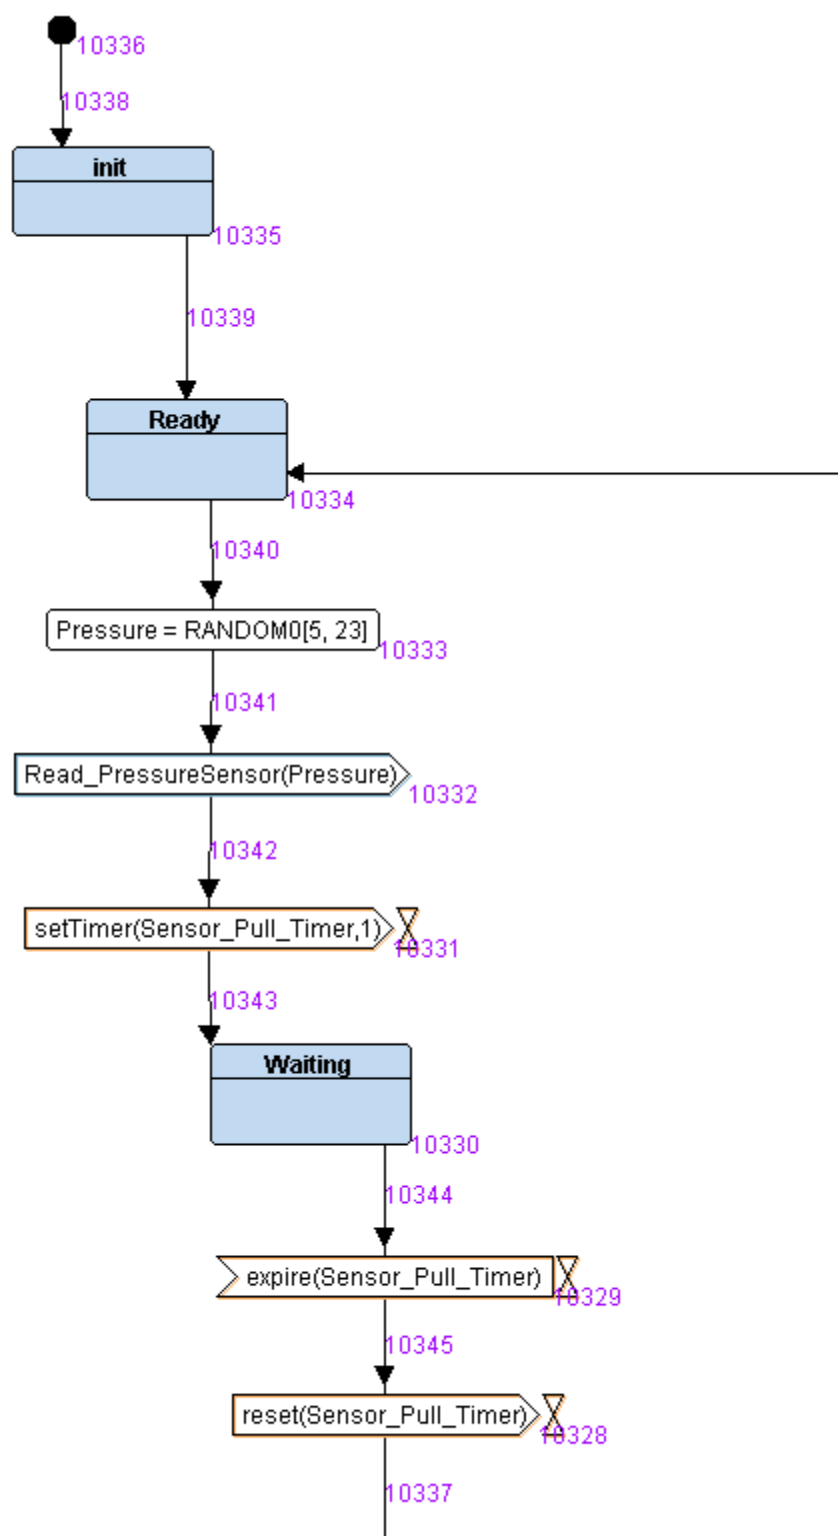 10336
10338
init
10335
10339
Ready
10334
10340
Pressure = RANDOM0[5, 23]
10333
10341
Read_PressureSensor(Pressure)
10332
10342
setTimer(Sensor_Pull_Timer,1)
10331
10343
Waiting
10330
10344
expire(Sensor_Pull_Timer)
10329
10345
reset(Sensor_Pull_Timer)
10328
10337